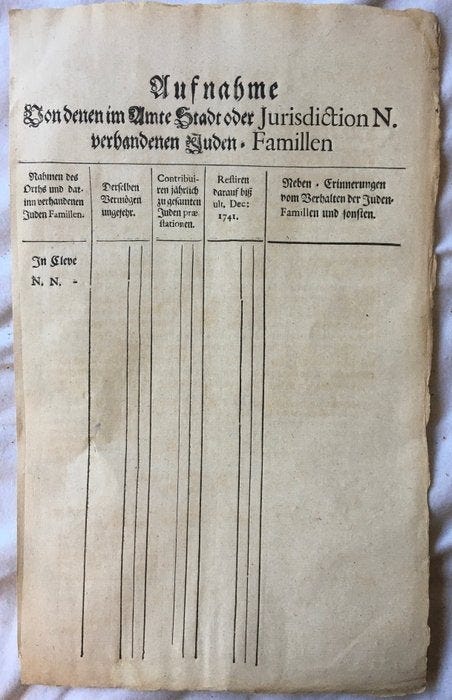 Aufnahme
Von denen im Amte Stadt oder Jurisdiction N.
verhandenen Juden-Famillen
Nahmen des
Orths und dar-
inn verhandenen
Juden Famillen.
Derselben
Vermögen
ungefehr.
Contribui-
ren jährlich
zu gesamten
Juden præ-
stationen.
Restiren
darauf biß
ult. Dec:
1741.
Neben-Erinnerungen
vom Verhalten der Juden-
Famillen und sonsten.
In Cleve
N. N. -